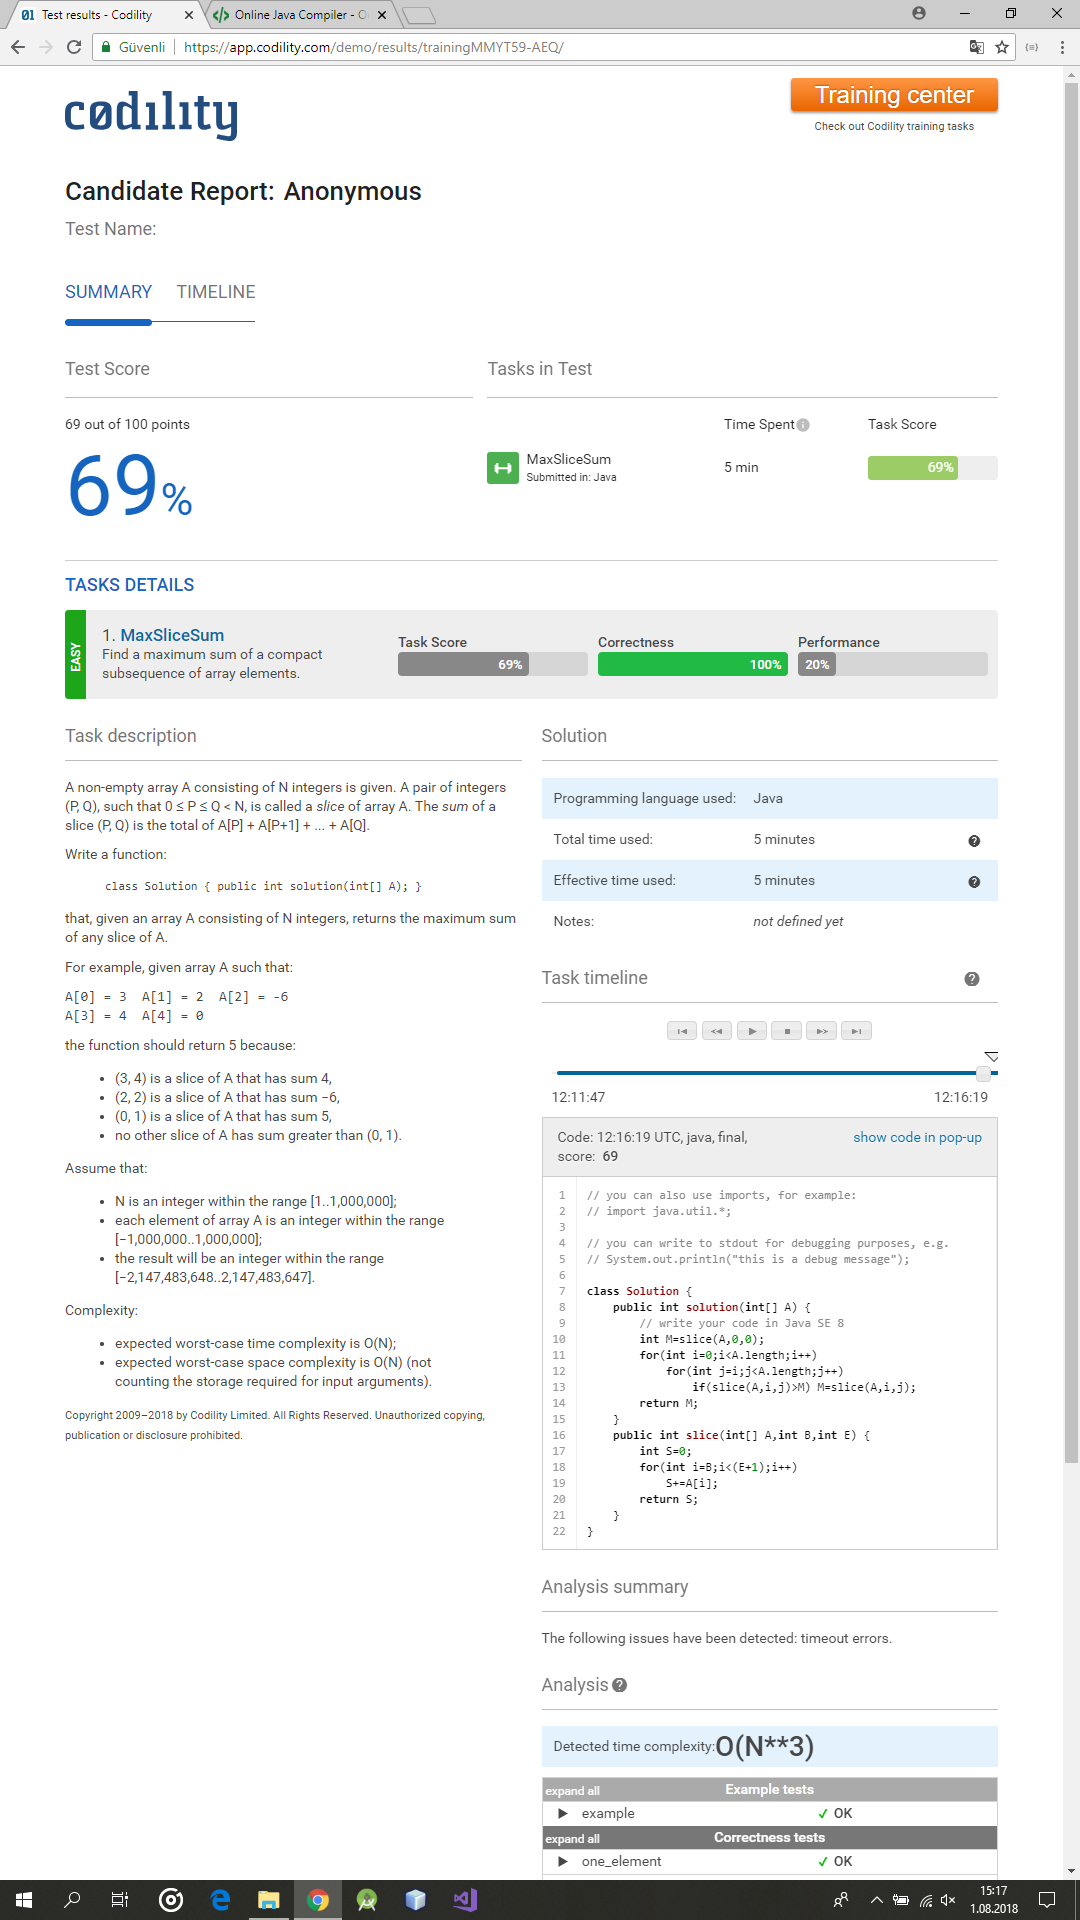 Test results - Codility
Online Java Compiler - O
Güvenli
https://app.codility.com/demo/results/trainingMMYT59-AEQ/
codility
Training center
Check out Codility training tasks
Candidate Report: Anonymous
Test Name:
SUMMARY TIMELINE
Test Score
Tasks in Test
69 out of 100 points
69%
Time Spent
Task Score
MaxSliceSum
Submitted in: Java
5 min
69%
TASKS DETAILS
EASY
1. MaxSliceSum
Find a maximum sum of a compact
subsequence of array elements.
Task Score
69%
Correctness
100%
Performance
20%
Task description
A non-empty array A consisting of N integers is given. A pair of integers
(P, Q), such that 0 ≤ P ≤ Q < N, is called a slice of array A. The sum of a
slice (P, Q) is the total of A[P] + A[P+1] + ... + A[Q].
Write a function:
class Solution { public int solution(int[] A); }
that, given an array A consisting of N integers, returns the maximum sum
of any slice of A.
For example, given array A such that:
A[0] = 3 A[1] = 2 A[2] = -6
A[3] = 4 A[4] = 0
the function should return 5 because:
• (3, 4) is a slice of A that has sum 4,
• (2, 2) is a slice of A that has sum −6,
• (0, 1) is a slice of A that has sum 5,
• no other slice of A has sum greater than (0, 1).
Assume that:
• N is an integer within the range [1..1,000,000];
• each element of array A is an integer within the range
[−1,000,000..1,000,000];
• the result will be an integer within the range
[−2,147,483,648..2,147,483,647].
Complexity:
• expected worst-case time complexity is O(N);
• expected worst-case space complexity is O(N) (not
counting the storage required for input arguments).
Copyright 2009–2018 by Codility Limited. All Rights Reserved. Unauthorized copying,
publication or disclosure prohibited.
Solution
Programming language used: Java
Total time used: 5 minutes
Effective time used: 5 minutes
Notes: not defined yet
Task timeline
12:11:47
12:16:19
Code: 12:16:19 UTC, java, final,
score: 69
show code in pop-up
1 // you can also use imports, for example:
2 // import java.util.*;
3
4 // you can write to stdout for debugging purposes, e.g.
5 // System.out.println("this is a debug message");
6
7 class Solution {
8 public int solution(int[] A) {
9 // write your code in Java SE 8
10 int M=slice(A,0,0);
11 for(int i=0;i<A.length;i++)
12 for(int j=i;j<A.length;j++)
13 if(slice(A,i,j)>M) M=slice(A,i,j);
14 return M;
15 }
16 public int slice(int[] A,int B,int E) {
17 int S=0;
18 for(int i=B;i<(E+1);i++)
19 S+=A[i];
20 return S;
21 }
22 }
Analysis summary
The following issues have been detected: timeout errors.
Analysis
Detected time complexity: O(N**3)
expand all Example tests
example ✓ OK
expand all Correctness tests
one_element ✓ OK
15:17
1.08.2018